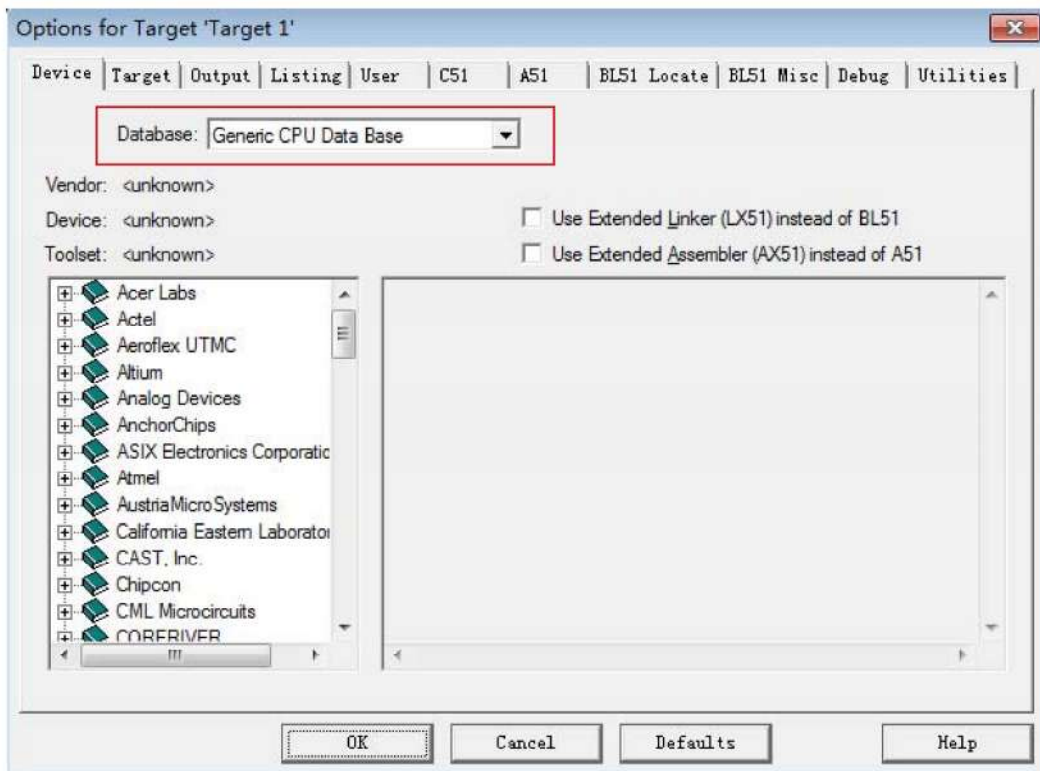 Options for Target 'Target 1'
Device Target Output Listing User C51 A51 BL51 Locate BL51 Misc Debug Utilities
Database: Generic CPU Data Base
Vendor: <unknown>
Device: <unknown>
Use Extended Linker (LX51) instead of BL51
Toolset: <unknown>
Use Extended Assembler (AX51) instead of A51
Acer Labs
Actel
Aeroflex UTMC
Altium
Analog Devices
AnchorChips
ASIX Electronics Corporatic
Atmel
AustriaMicroSystems
California Eastern Laborator
CAST, Inc.
Chipcon
CML Microcircuits
CORERIVER
OK Cancel Defaults Help